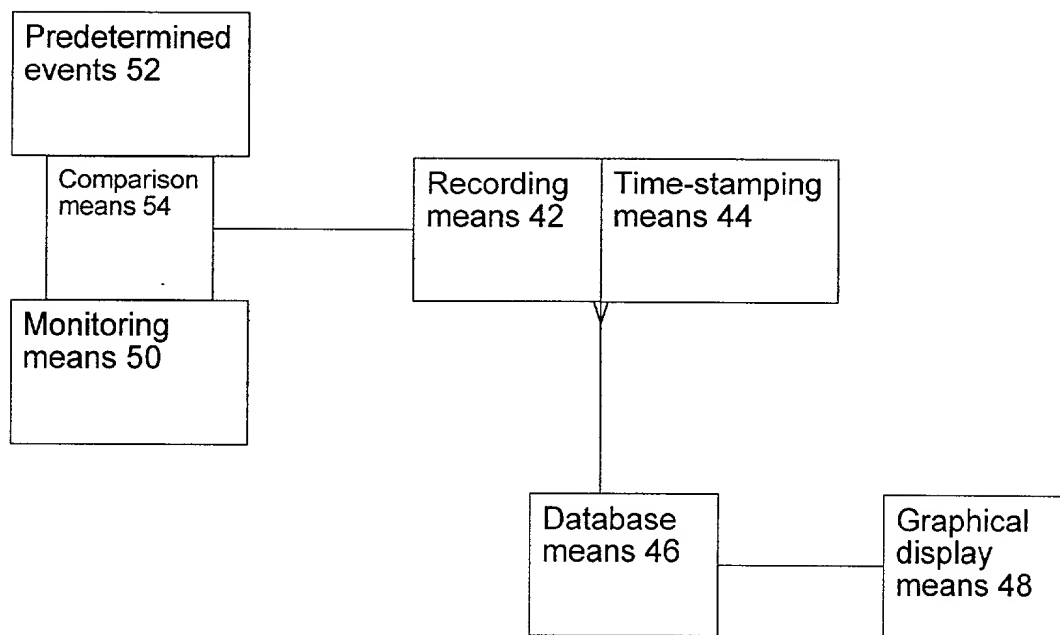 Predetermined
events 52
Comparison
means 54
Monitoring
means 50
Recording
means 42
Time-stamping
means 44
Database
means 46
Graphical
display
means 48